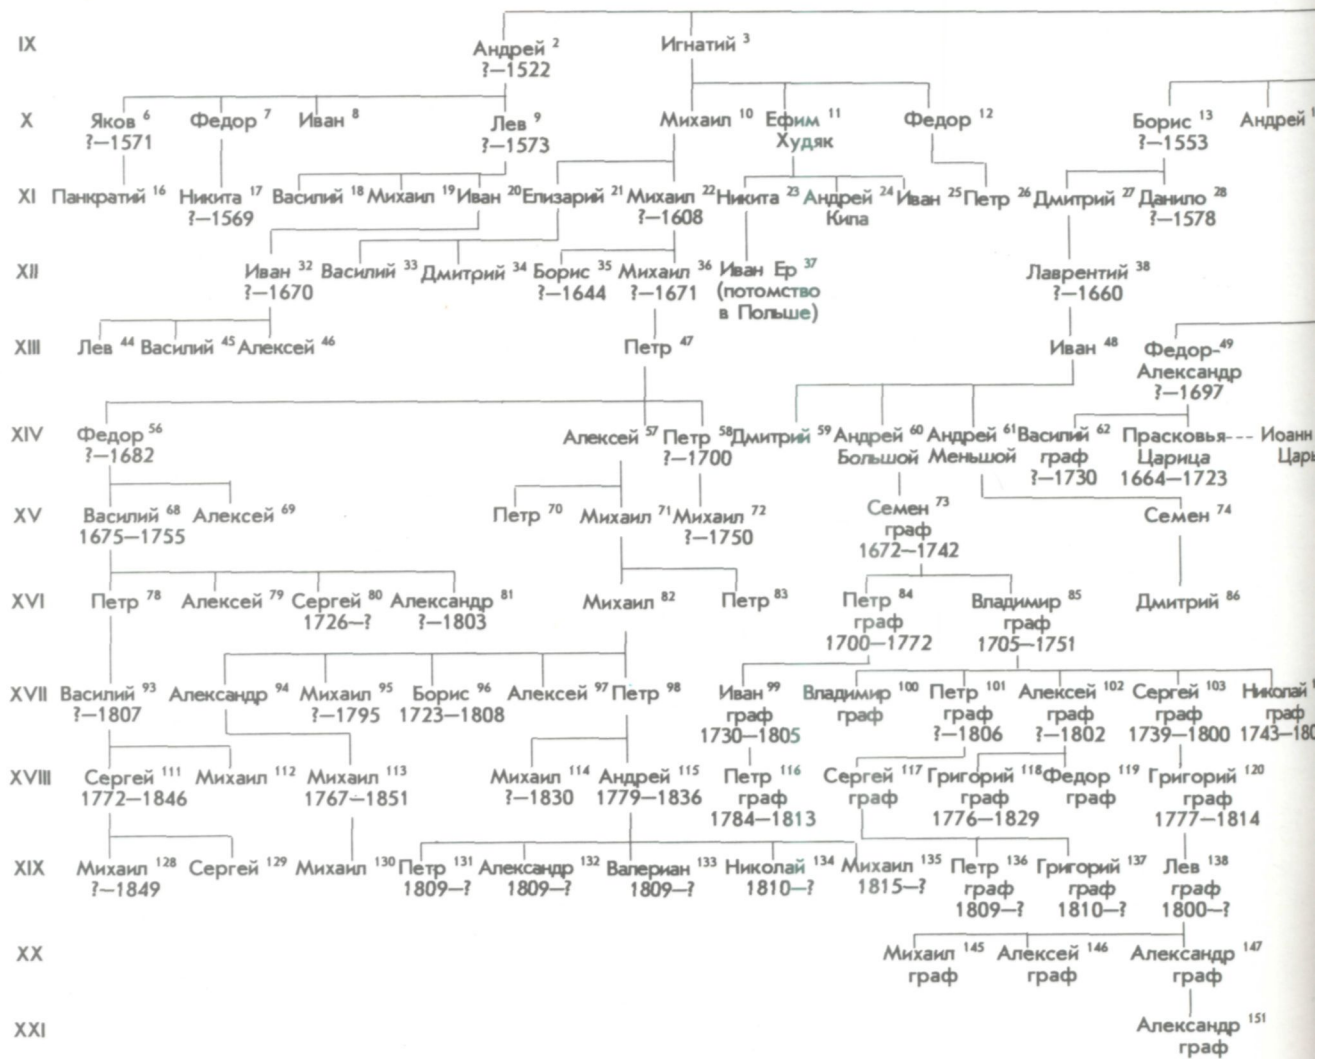 IX
Андрей 2 Игнатий 3
?—1522
X Яков 6 Федор 7 Иван 8 Лев 9 Михаил 10 Ефим 11 Федор 12 Борис 13 Андрей
?—1571 ?—1573 Худяк ?—1553
XI Панкратий 16 Никита 17 Василий 18 Михаил 19 Иван 20 Елизарий 21 Михаил 22 Никита 23 Андрей 24 Иван 25 Петр 26 Дмитрий 27 Данило 28
?—1569 ?—1608 Кипа ?—1578
XII Иван 32 Василий 33 Дмитрий 34 Борис 35 Михаил 36 Иван Ер 37 Лаврентий 38
?—1670 ?—1644 ?—1671 (потомство ?—1660
в Польше)
XIII Лев 44 Василий 45 Алексей 46 Петр 47 Иван 48 Федор- 49
Александр
?—1697
XIV Федор 56 Алексей 57 Петр 58 Дмитрий 59 Андрей 60 Андрей 61 Василий 62 Прасковья--- Иоанн
?—1682 ?—1700 Большой Меньшой граф Царица Царь
?—1730 1664—1723
XV Василий 68 Алексей 69 Петр 70 Михаил 71 Михаил 72 Семен 73 Семен 74
1675—1755 ?—1750 граф
1672—1742
XVI Петр 78 Алексей 79 Сергей 80 Александр 81 Михаил 82 Петр 83 Петр 84 Владимир 85 Дмитрий 86
1726—? ?—1803 граф граф
1700—1772 1705—1751
XVII Василий 93 Александр 94 Михаил 95 Борис 96 Алексей 97 Петр 98 Иван 99 Владимир 100 Петр 101 Алексей 102 Сергей 103 Николай
?—1807 ?—1795 1723—1808 граф граф граф граф граф граф
1730—1805 ?—1806 ?—1802 1739—1800 1743—180
XVIII Сергей 111 Михаил 112 Михаил 113 Михаил 114 Андрей 115 Петр 116 Сергей 117 Григорий 118 Федор 119 Григорий 120
1772—1846 1767—1851 ?—1830 1779—1836 граф граф граф граф граф
1784—1813 1776—1829 1777—1814
XIX Михаил 128 Сергей 129 Михаил 130 Петр 131 Александр 132 Валериан 133 Николай 134 Михаил 135 Петр 136 Григорий 137 Лев 138
?—1849 1809—? 1809—? 1809—? 1810—? 1815—? граф граф граф
1809—? 1810—? 1800—?
XX Михаил 145 Алексей 146 Александр 147
граф граф граф
XXI Александр 151
граф